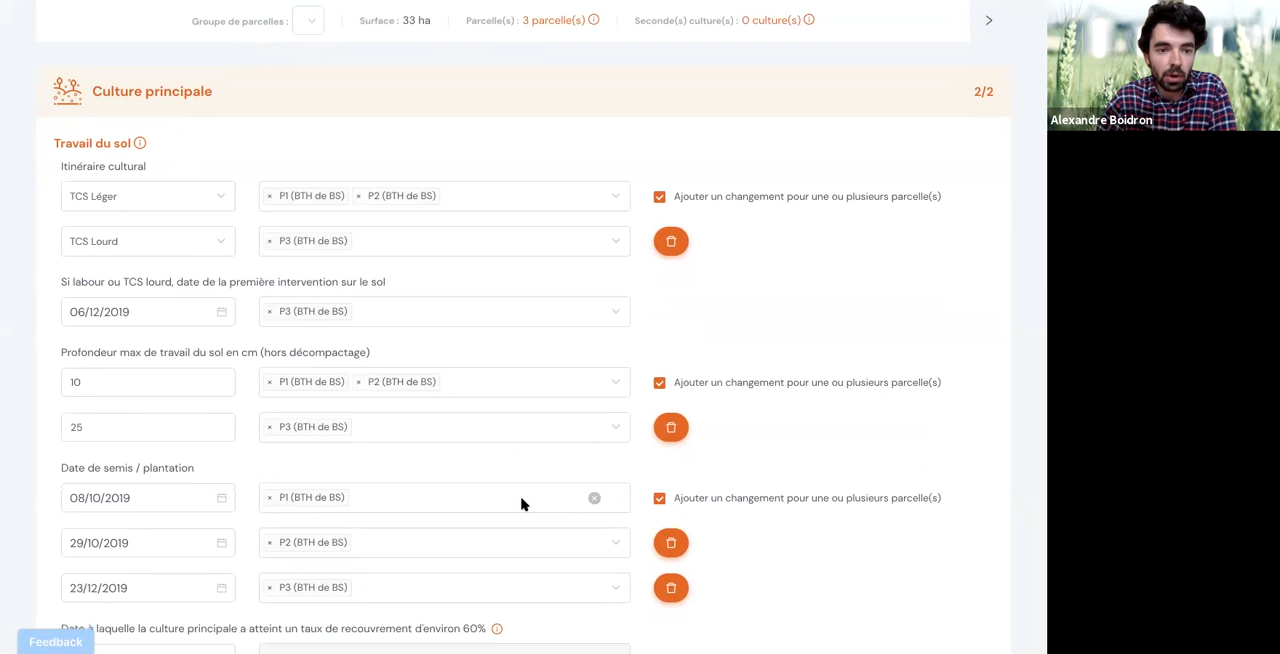 Groupe de parcelles : Surface : 33 ha Parcelle(s) : 3 parcelle(s) Seconde(s) culture(s) : 0 culture(s)
Alexandre Boidron
Culture principale 2/2
Travail du sol
Itinéraire cultural
TCS Léger × P1 (BTH de BS) × P2 (BTH de BS) Ajouter un changement pour une ou plusieurs parcelle(s)
TCS Lourd × P3 (BTH de BS)
Si labour ou TCS lourd, date de la première intervention sur le sol
06/12/2019 × P3 (BTH de BS)
Profondeur max de travail du sol en cm (hors décompactage)
10 × P1 (BTH de BS) × P2 (BTH de BS) Ajouter un changement pour une ou plusieurs parcelle(s)
25 × P3 (BTH de BS)
Date de semis / plantation
08/10/2019 × P1 (BTH de BS) Ajouter un changement pour une ou plusieurs parcelle(s)
29/10/2019 × P2 (BTH de BS)
23/12/2019 × P3 (BTH de BS)
Date à laquelle la culture principale a atteint un taux de recouvrement d'environ 60%
Feedback